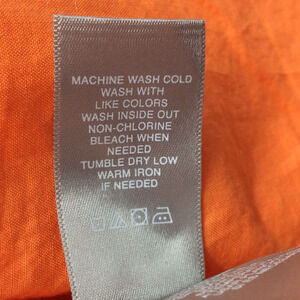 MACHINE WASH COLD
WASH WITH
LIKE COLORS
WASH INSIDE OUT
NON-CHLORINE
BLEACH WHEN
NEEDED
TUMBLE DRY LOW
WARM IRON
IF NEEDED